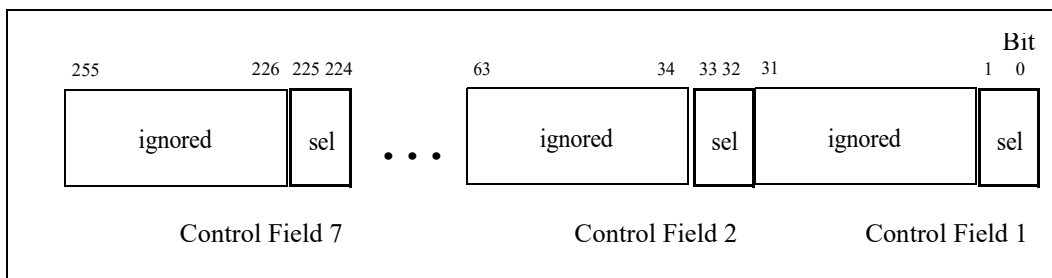 Bit
255 226 225 224 63 34 33 32 31 1 0
ignored sel . . . ignored sel ignored sel
Control Field 7 Control Field 2 Control Field 1